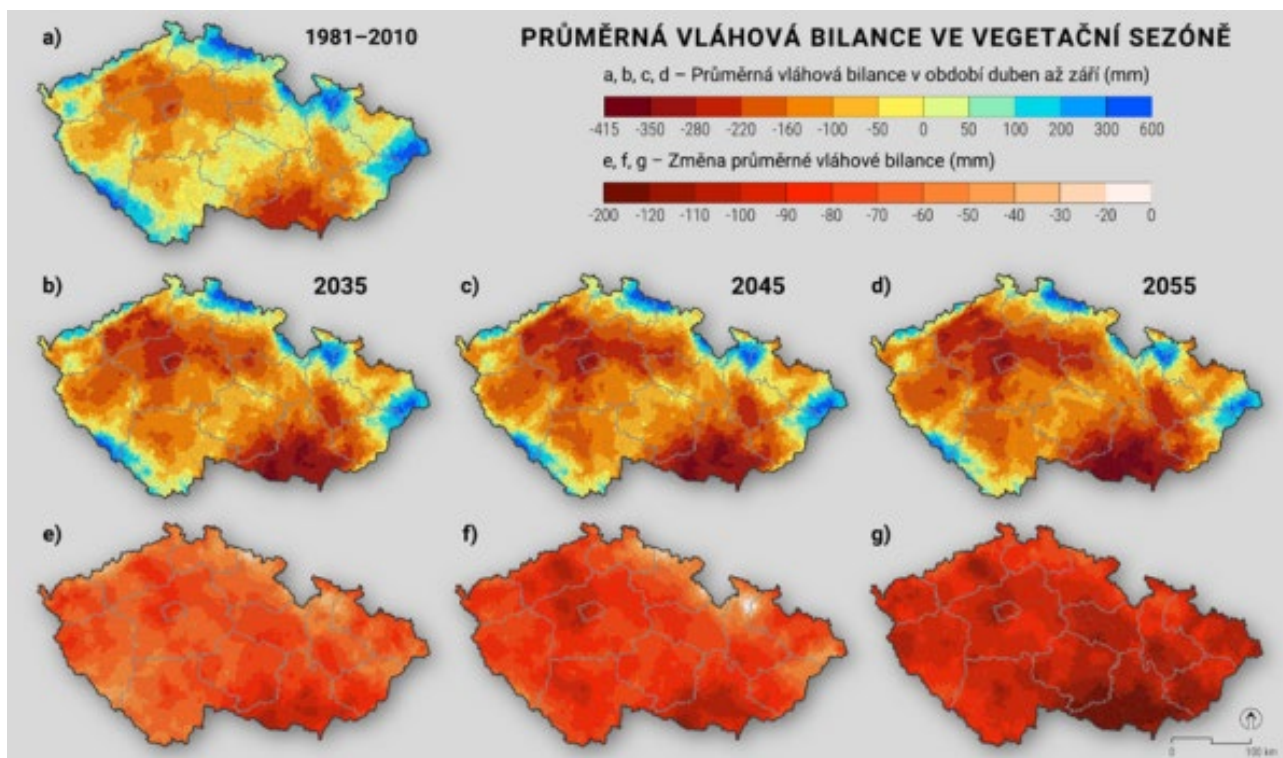 a)
1981–2010
PRŮMĚRNÁ VLÁHOVÁ BILANCE VE VEGETAČNÍ SEZÓNĚ
a, b, c, d – Průměrná vláhová bilance v období duben až září (mm)
-415 -350 -280 -220 -160 -100 -50 0 50 100 200 300 600
e, f, g – Změna průměrné vláhové bilance (mm)
-200 -120 -110 -100 -90 -80 -70 -60 -50 -40 -30 -20 0
b) 2035
c) 2045
d) 2055
e)
f)
g)
0 100 km